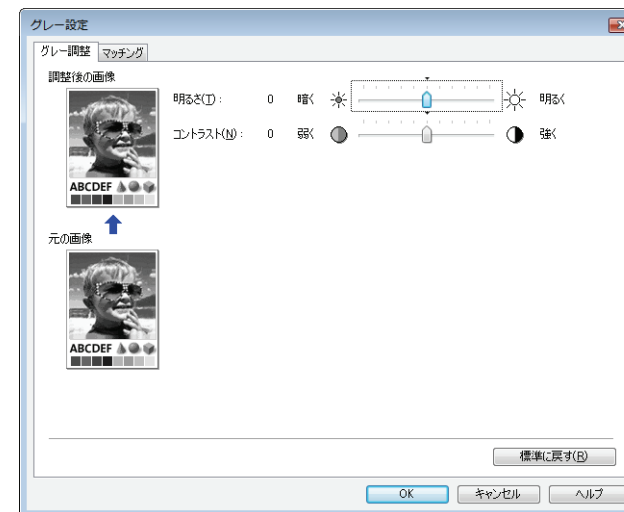 グレー設定
グレー調整 マッチング
調整後の画像
明るさ(T): 0 暗く 明るく
コントラスト(N): 0 弱く 強く
ABCDEF
元の画像
ABCDEF
標準に戻す(R)
OK キャンセル ヘルプ